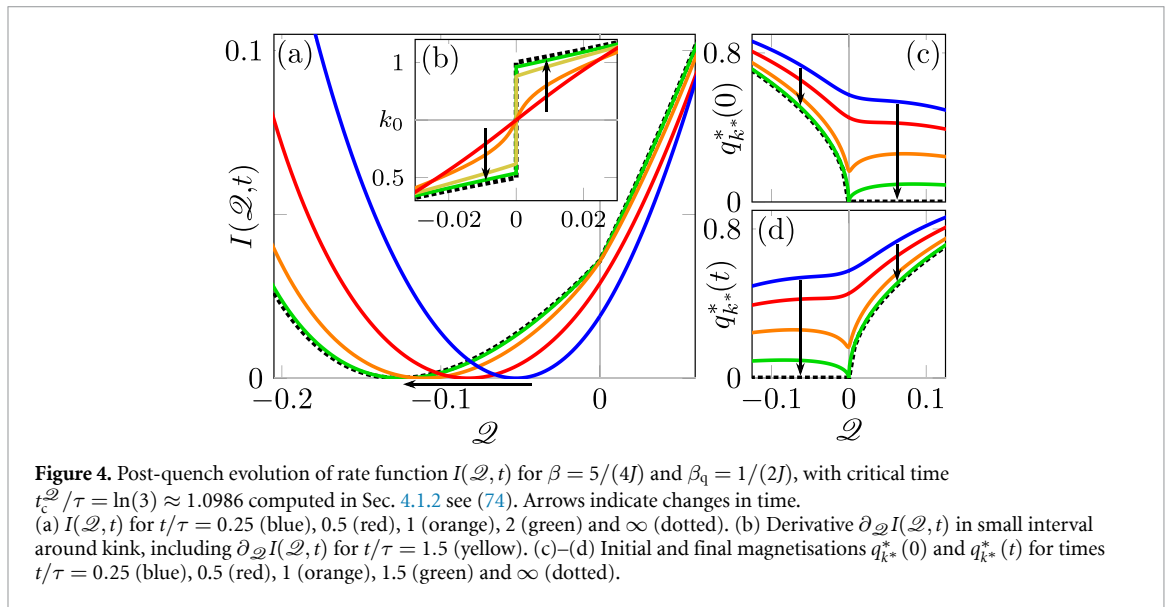 0.1
(a)
(b)
1
k₀
0.5
−0.02
0
0.02
I(𝒬,t)
0
−0.2
−0.1
0
𝒬
0.8
(c)
q*ₖ*(0)
0
0.8
(d)
q*ₖ*(t)
0
−0.1
0
0.1
𝒬
Figure 4. Post-quench evolution of rate function I(𝒬,t) for β = 5/(4J) and β_q = 1/(2J), with critical time
t_c^𝒬/τ = ln(3) ≈ 1.0986 computed in Sec. 4.1.2 see (74). Arrows indicate changes in time.
(a) I(𝒬,t) for t/τ = 0.25 (blue), 0.5 (red), 1 (orange), 2 (green) and ∞ (dotted). (b) Derivative ∂_𝒬I(𝒬,t) in small interval
around kink, including ∂_𝒬I(𝒬,t) for t/τ = 1.5 (yellow). (c)–(d) Initial and final magnetisations q*ₖ*(0) and q*ₖ*(t) for times
t/τ = 0.25 (blue), 0.5 (red), 1 (orange), 1.5 (green) and ∞ (dotted).